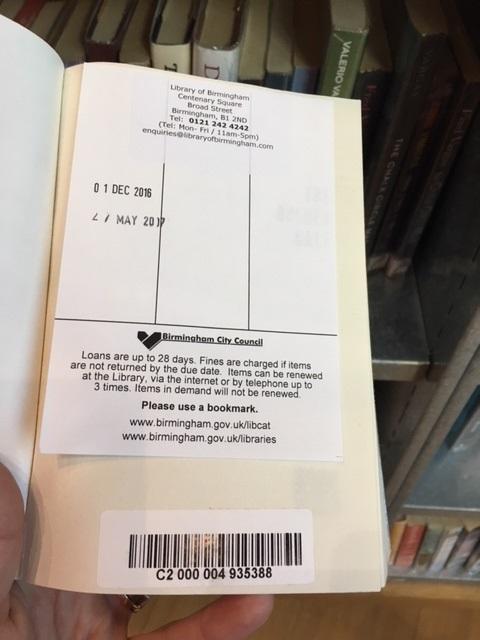 Library of Birmingham
Centenary Square
Broad Street
Birmingham, B1 2ND
Tel: 0121 242 4242
(Tel: Mon- Fri / 11am-5pm)
enquiries@libraryofbirmingham.com
0 1 DEC 2016
MAY 2017
Birmingham City Council
Loans are up to 28 days. Fines are charged if items
are not returned by the due date. Items can be renewed
at the Library, via the internet or by telephone up to
3 times. Items in demand will not be renewed.
Please use a bookmark.
www.birmingham.gov.uk/libcat
www.birmingham.gov.uk/libraries
C2 000 004 935388
VALERIO